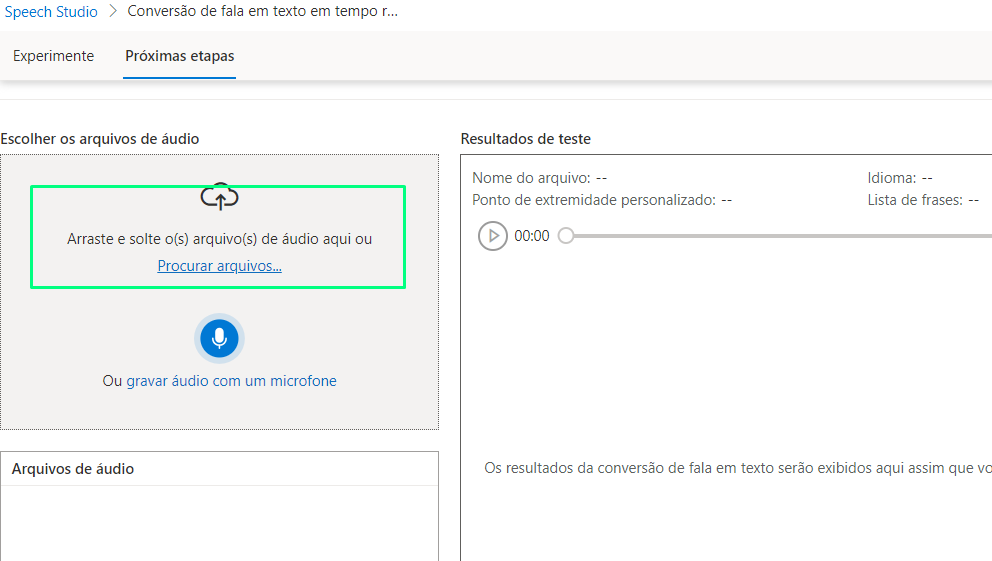 Speech Studio > Conversão de fala em texto em tempo r...
Experimente Próximas etapas
Escolher os arquivos de áudio
Arraste e solte o(s) arquivo(s) de áudio aqui ou
Procurar arquivos...
Ou gravar áudio com um microfone
Arquivos de áudio
Resultados de teste
Nome do arquivo: -- Idioma: --
Ponto de extremidade personalizado: -- Lista de frases: --
00:00
Os resultados da conversão de fala em texto serão exibidos aqui assim que vo